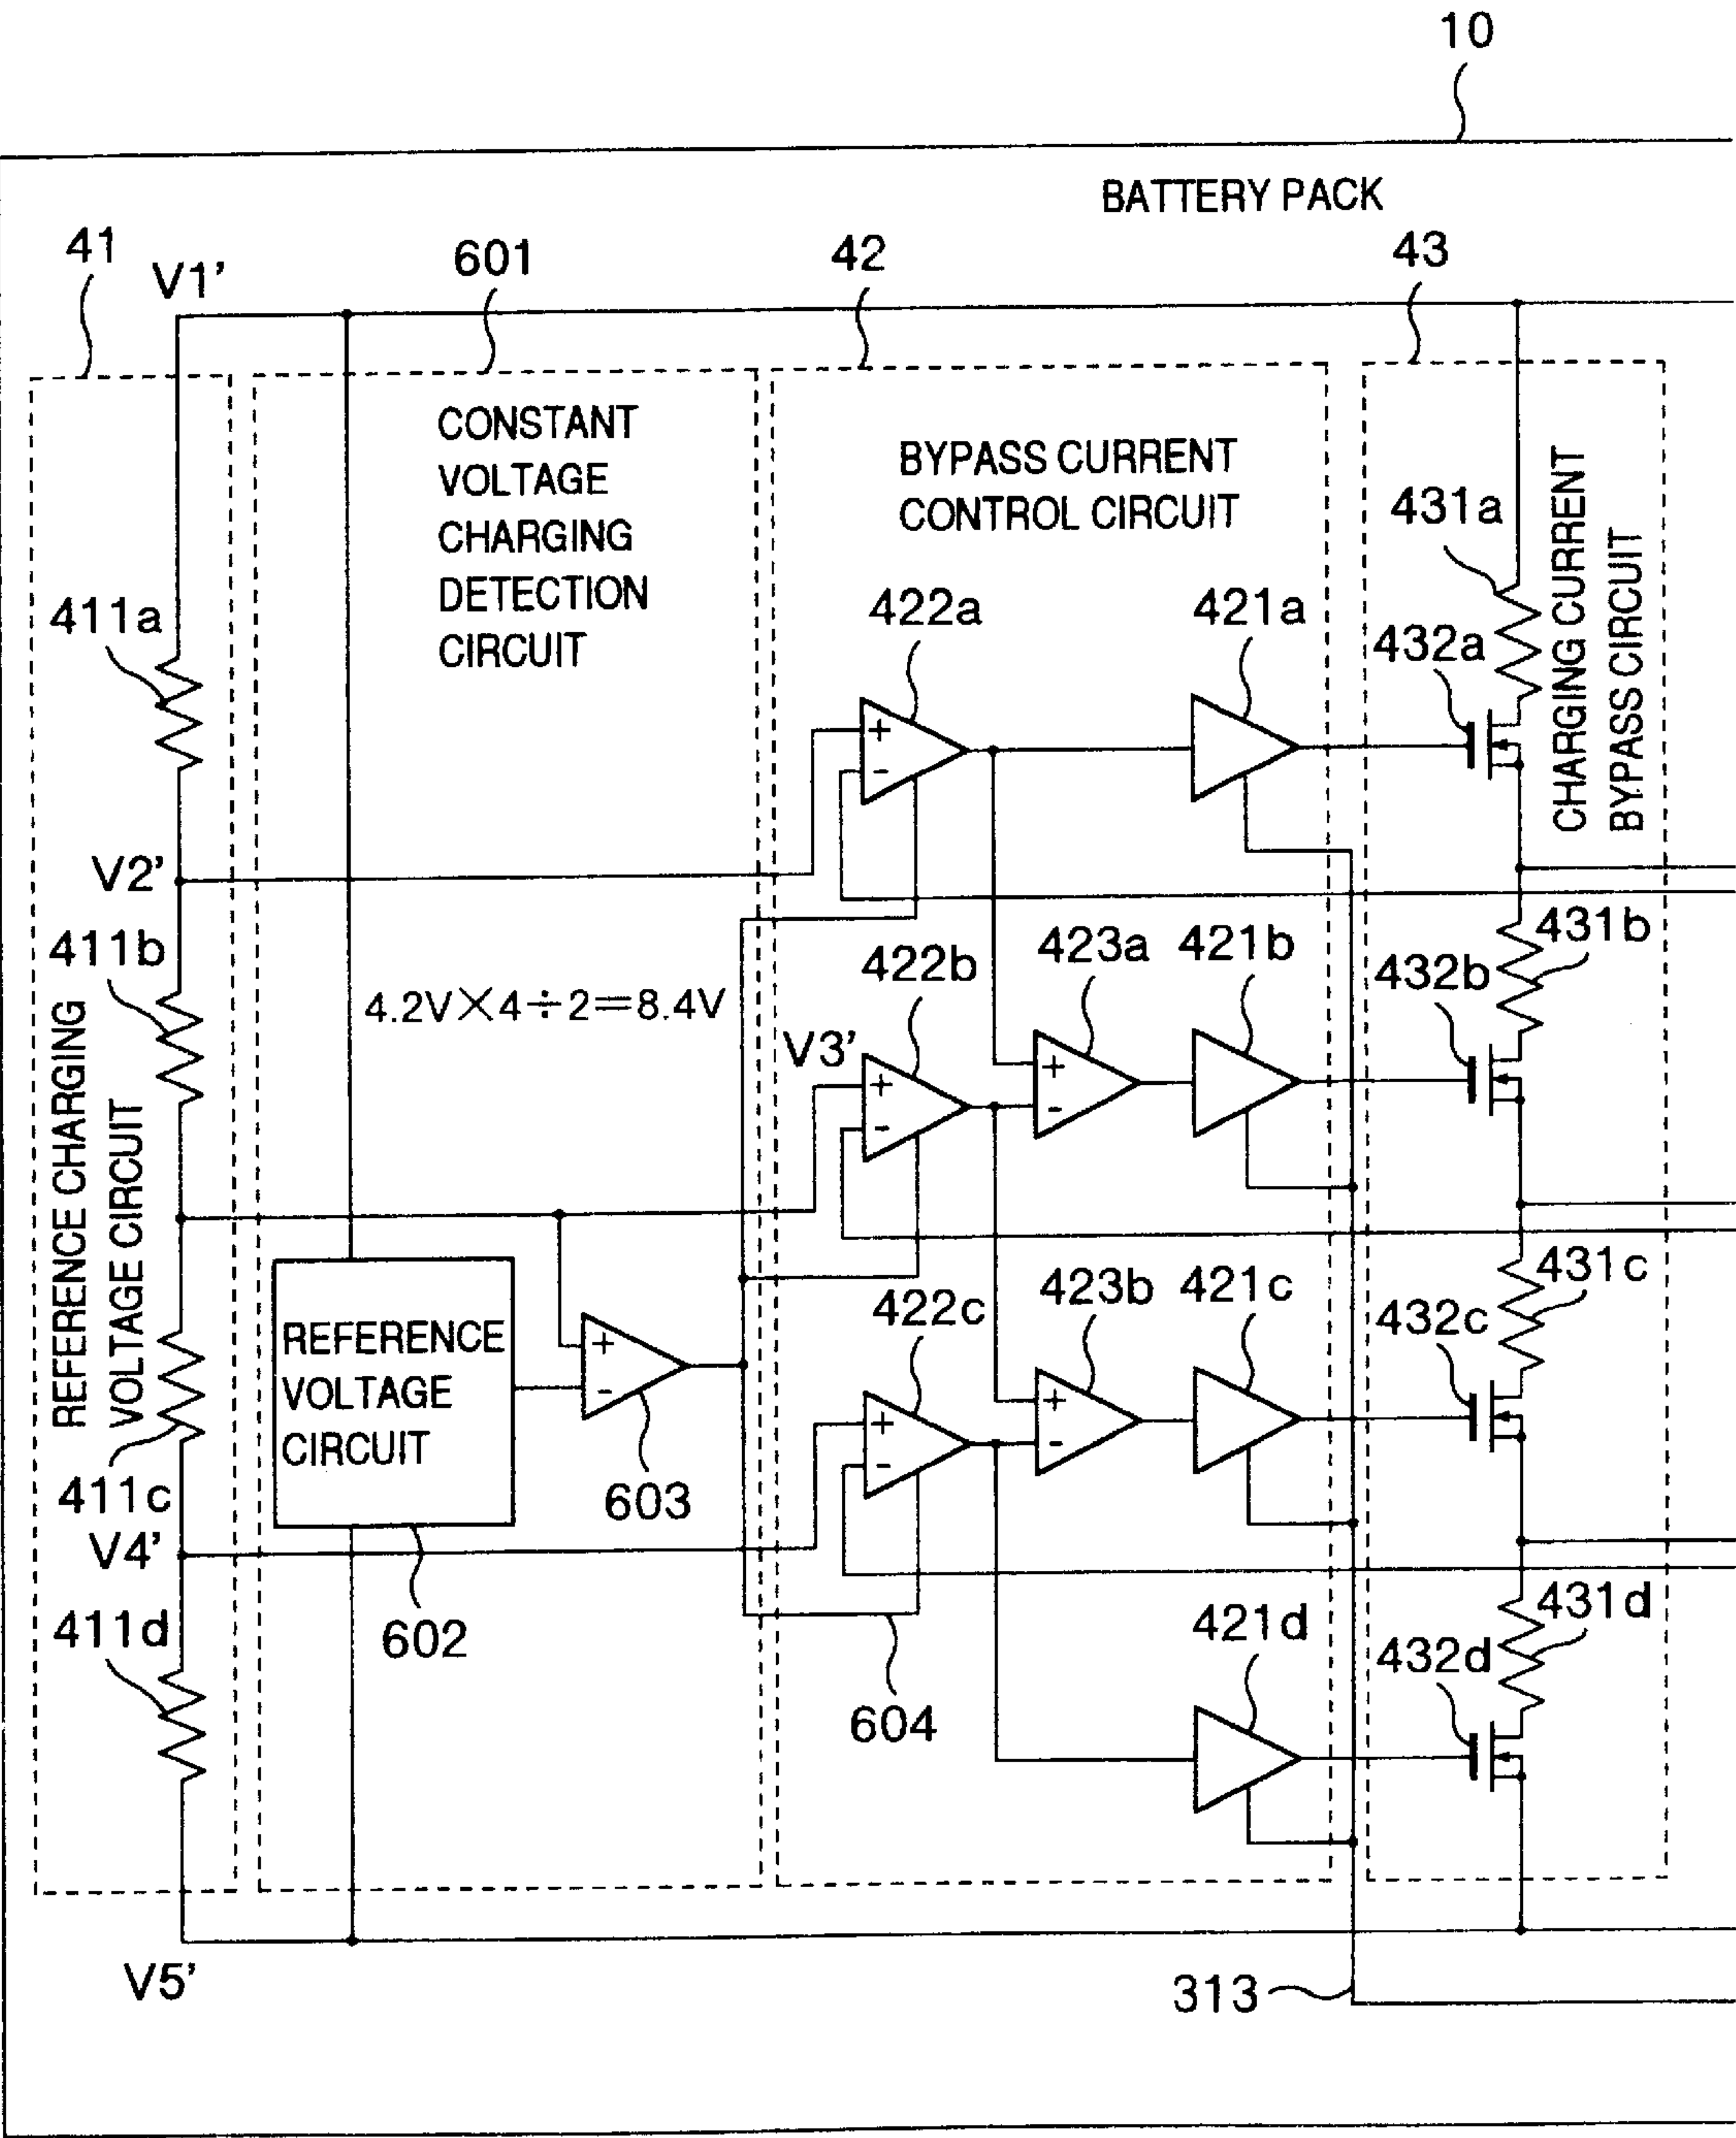 10
BATTERY PACK
41
V1'
601
42
43
CONSTANT
VOLTAGE
CHARGING
DETECTION
CIRCUIT
BYPASS CURRENT
CONTROL CIRCUIT
CHARGING CURRENT
BYPASS CIRCUIT
431a
432a
411a
422a
421a
+
-
V2'
411b
422b
423a
421b
432b
431b
4.2V×4÷2=8.4V
V3'
+
-
+
-
REFERENCE CHARGING
VOLTAGE CIRCUIT
REFERENCE
VOLTAGE
CIRCUIT
+
-
603
422c
423b
421c
432c
431c
+
-
+
-
411c
V4'
411d
602
604
421d
432d
431d
V5'
313